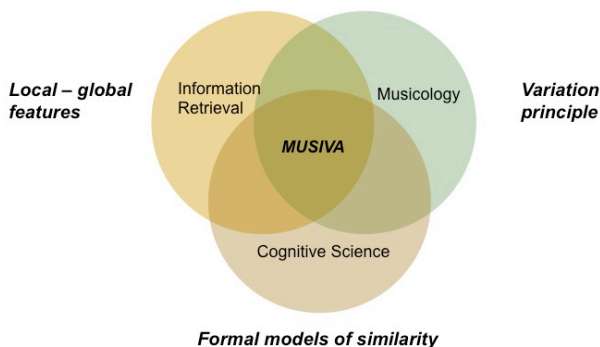 Local – global
features
Information
Retrieval
Musicology
Variation
principle
MUSIVA
Cognitive Science
Formal models of similarity